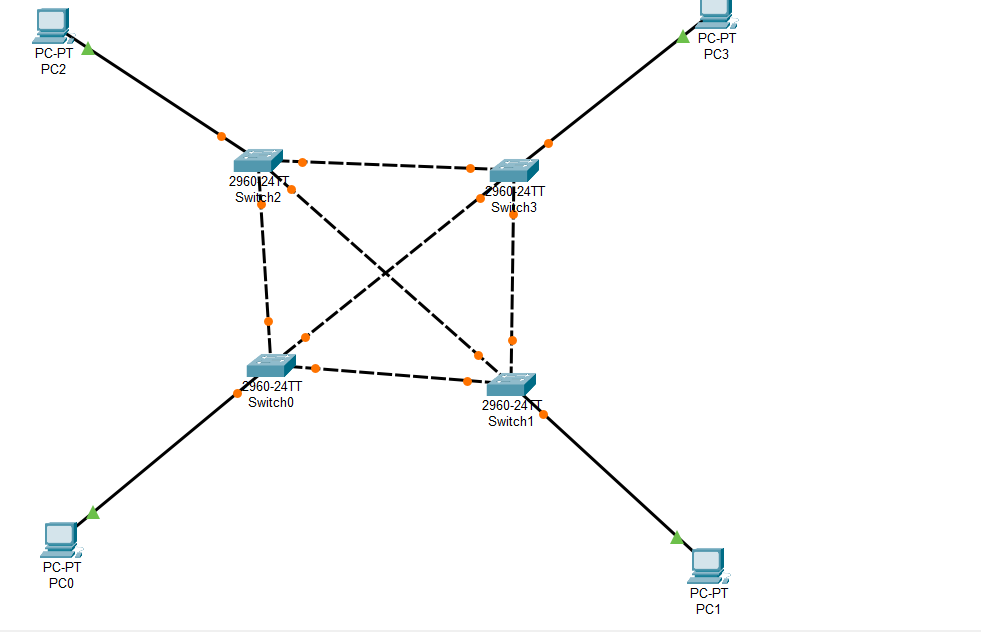 PC-PT
PC2
PC-PT
PC3
2960-24TT
Switch2
2960-24TT
Switch3
2960-24TT
Switch0
2960-24TT
Switch1
PC-PT
PC0
PC-PT
PC1